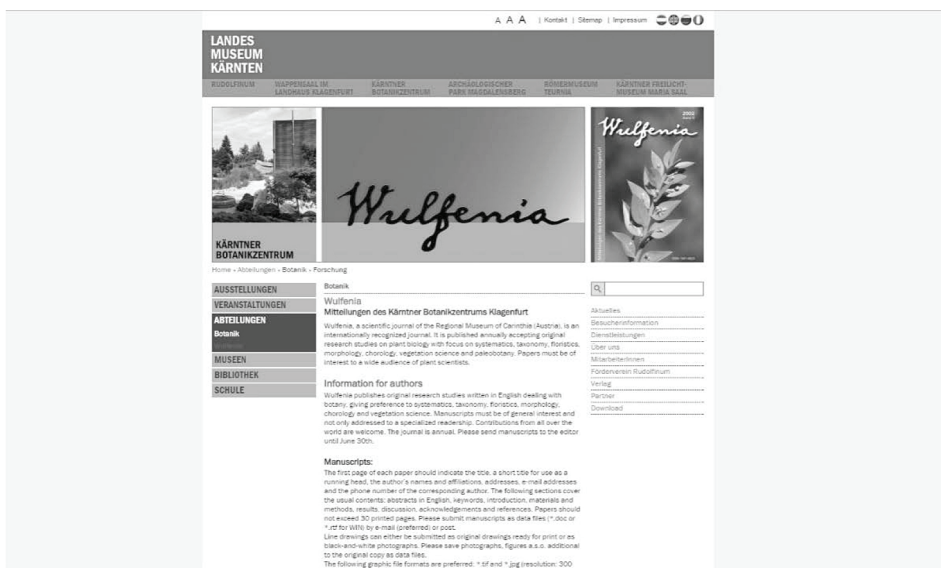 A A A | Kontakt | Sitemap | Impressum
LANDES
MUSEUM
KÄRNTEN
RUDOLFINUM
WAPPENSAAL IM
LANDHAUS KLAGENFURT
KÄRNTNER
BOTANIKZENTRUM
ARCHÄOLOGISCHER
PARK MAGDALENSBERG
RÖMERMUSEUM
TEURNIA
KÄRNTNER FREILICHT-
MUSEUM MARIA SAAL
KÄRNTNER
BOTANIKZENTRUM
Wulfenia
Wulfenia
Home » Abteilungen » Botanik » Forschung
AUSSTELLUNGEN
VERANSTALTUNGEN
ABTEILUNGEN
Botanik
MUSEEN
BIBLIOTHEK
SCHULE
Botanik
Wulfenia
Mitteilungen des Kärntner Botanikzentrums Klagenfurt
Wulfenia, a scientific journal of the Regional Museum of Carinthia (Austria), is an
internationally recognized journal. It is published annually accepting original
research studies on plant biology with focus on systematics, taxonomy, floristics,
morphology, chorology, vegetation science and paleobotany. Papers must be of
interest to a wide audience of plant scientists.
Information for authors
Wulfenia publishes original research studies written in English dealing with
botany, giving preference to systematics, taxonomy, floristics, morphology,
chorology and vegetation science. Manuscripts must be of general interest and
not only addressed to a specialized readership. Contributions from all over the
world are welcome. The journal is annual. Please send manuscripts to the editor
until June 30th.
Manuscripts:
The first page of each paper should indicate the title, a short title for use as a
running head, the author's names and affiliations, addresses, e-mail addresses
and the phone number of the corresponding author. The following sections cover
the usual contents: abstracts in English, keywords, introduction, materials and
methods, results, discussion, acknowledgements and references. Papers should
not exceed 30 printed pages. Please submit manuscripts as data files (*.doc or
*.rtf for WIN) by e-mail (preferred) or post.
Line drawings can either be submitted as original drawings ready for print or as
black-and-white photographs. Please save photographs, figures a.s.o. additional
to the original copy as data files.
The following graphic file formats are preferred: *.tif and *.jpg (resolution: 300
Aktuelles
Besucherinformation
Dienstleistungen
Über uns
MitarbeiterInnen
Förderverein Rudolfinum
Verlag
Partner
Download